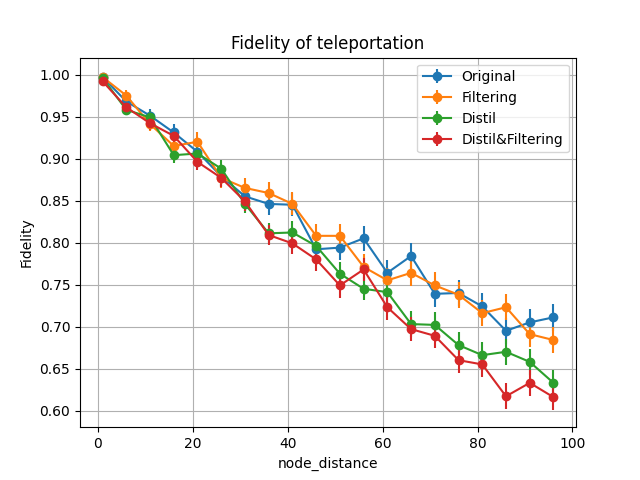 Fidelity of teleportation
Original
Filtering
Distil
Distil&Filtering
Fidelity
1.00
0.95
0.90
0.85
0.80
0.75
0.70
0.65
0.60
0 20 40 60 80 100
node_distance